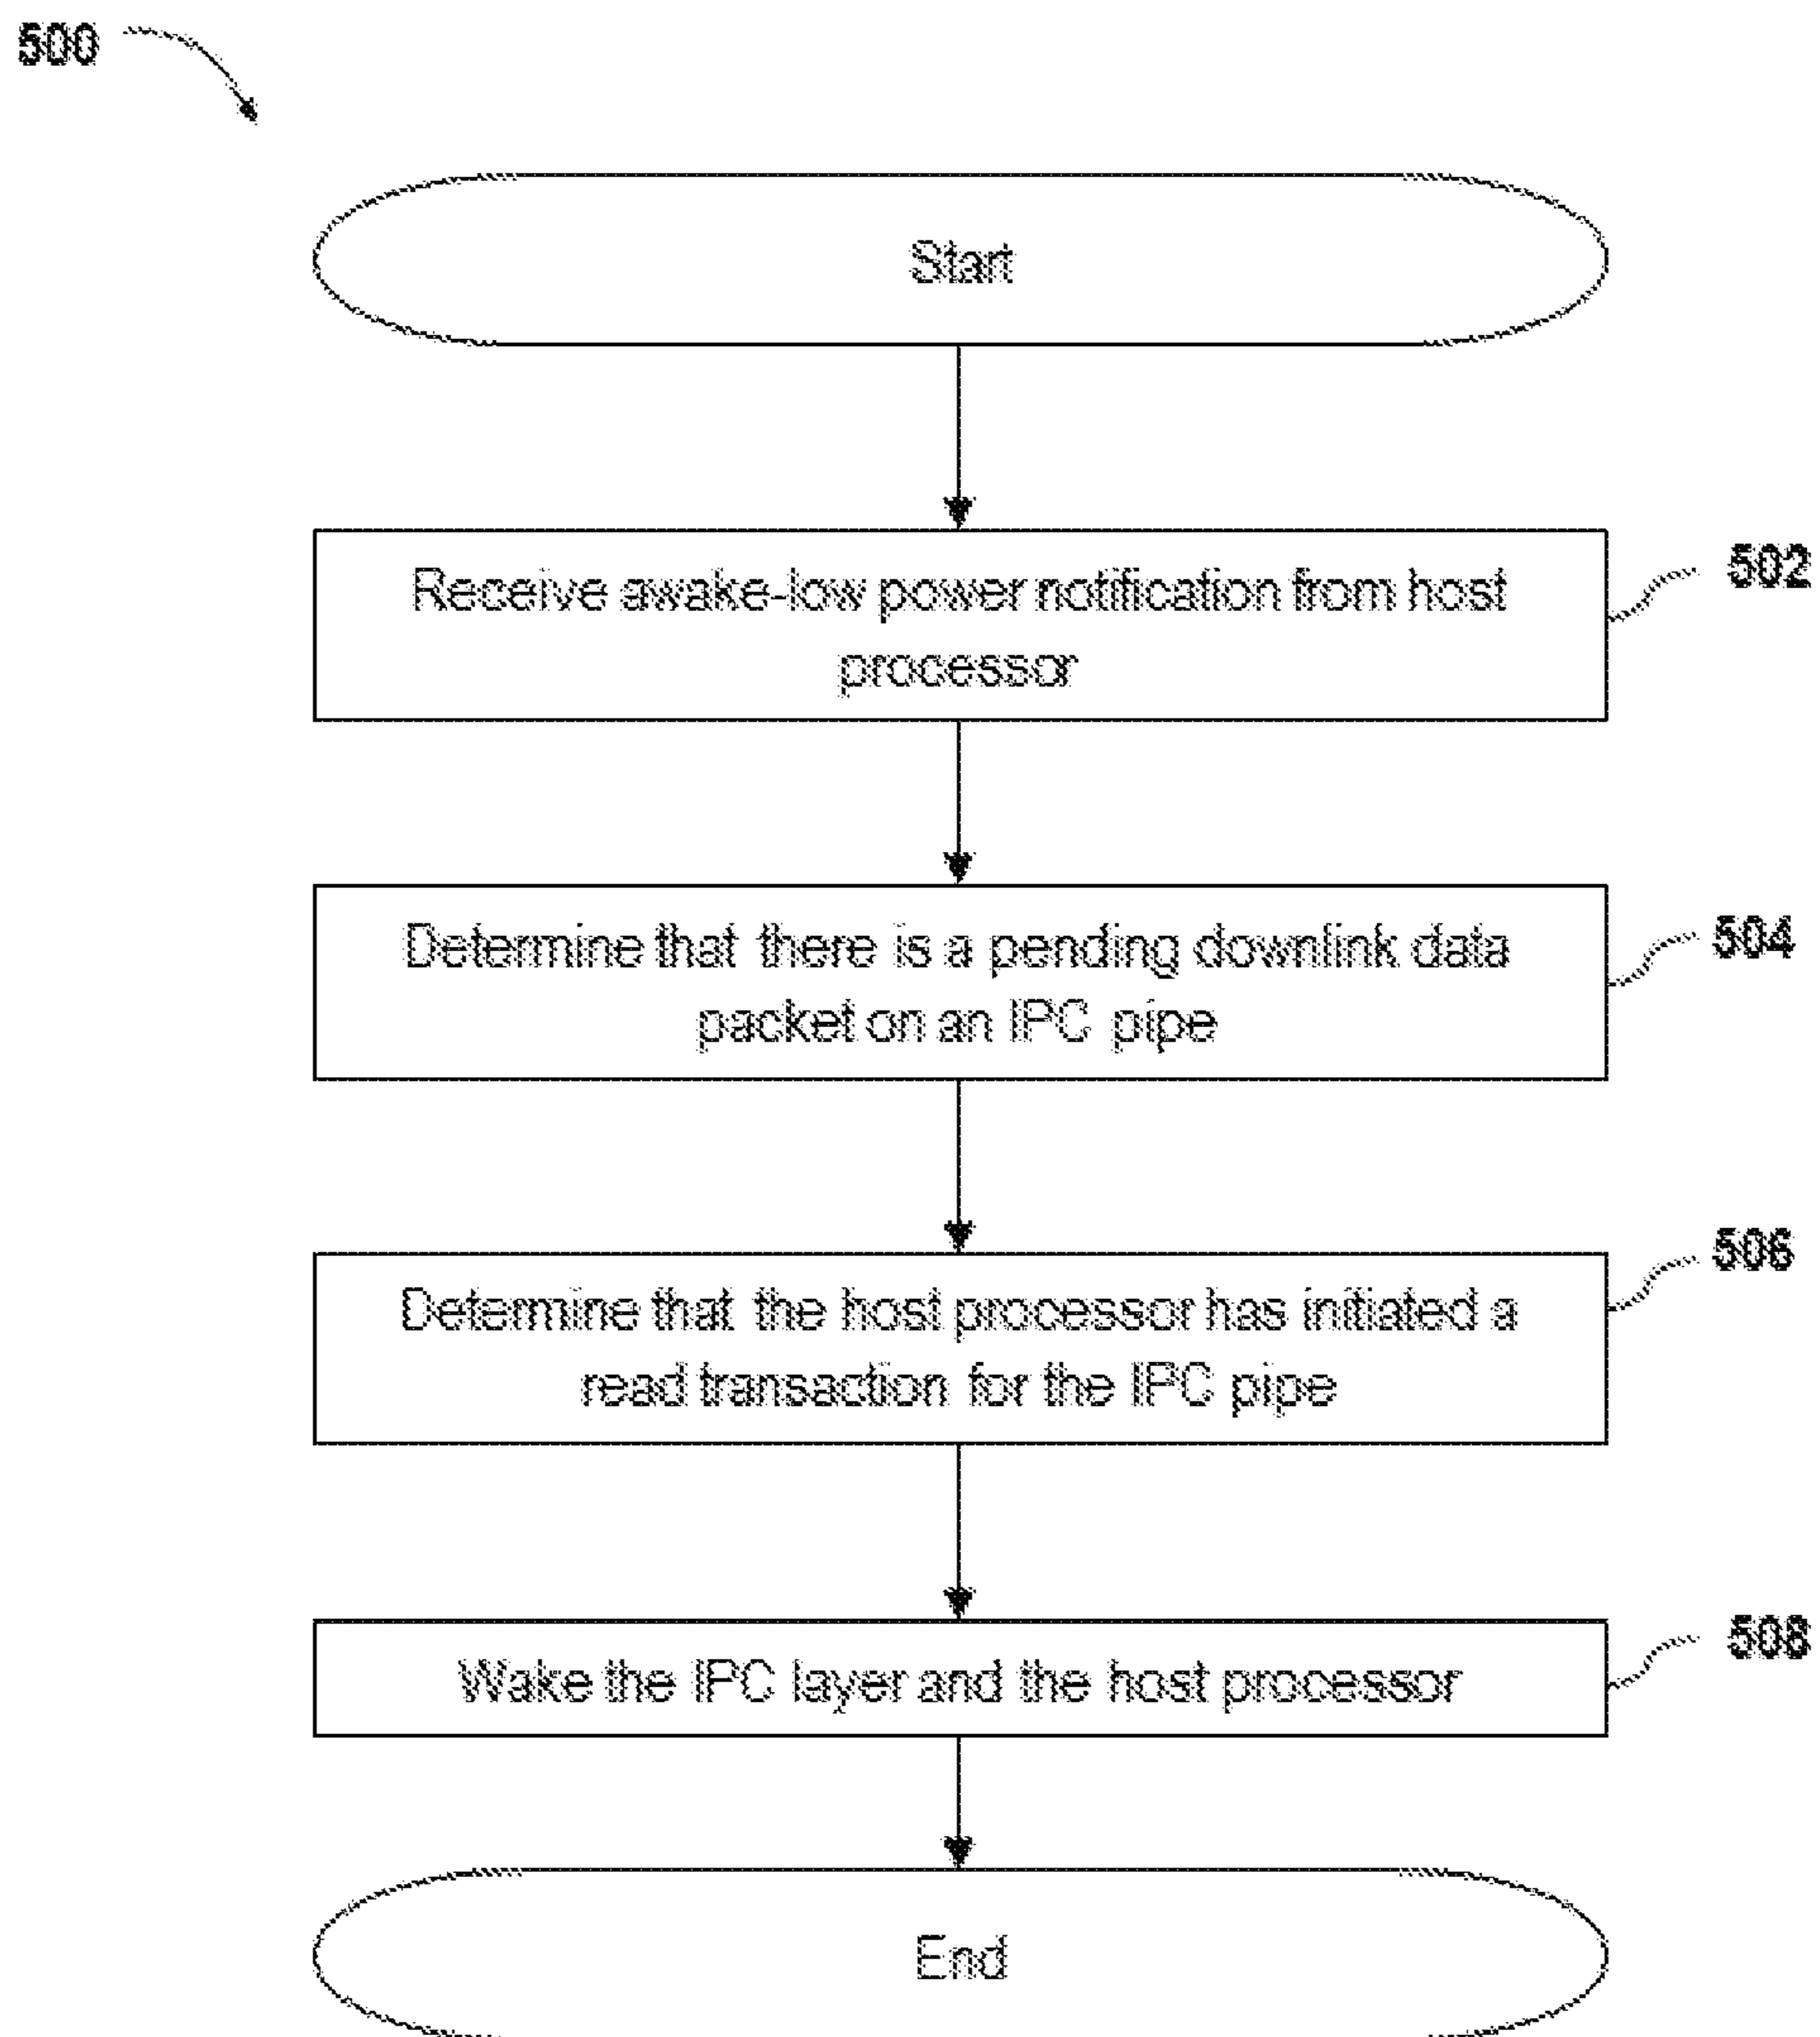 500
Start
Receive awake-low power notification from host
processor
502
Determine that there is a pending downlink data
packet on an IPC pipe
504
Determine that the host processor has initiated a
read transaction for the IPC pipe
506
Wake the IPC layer and the host processor
508
End